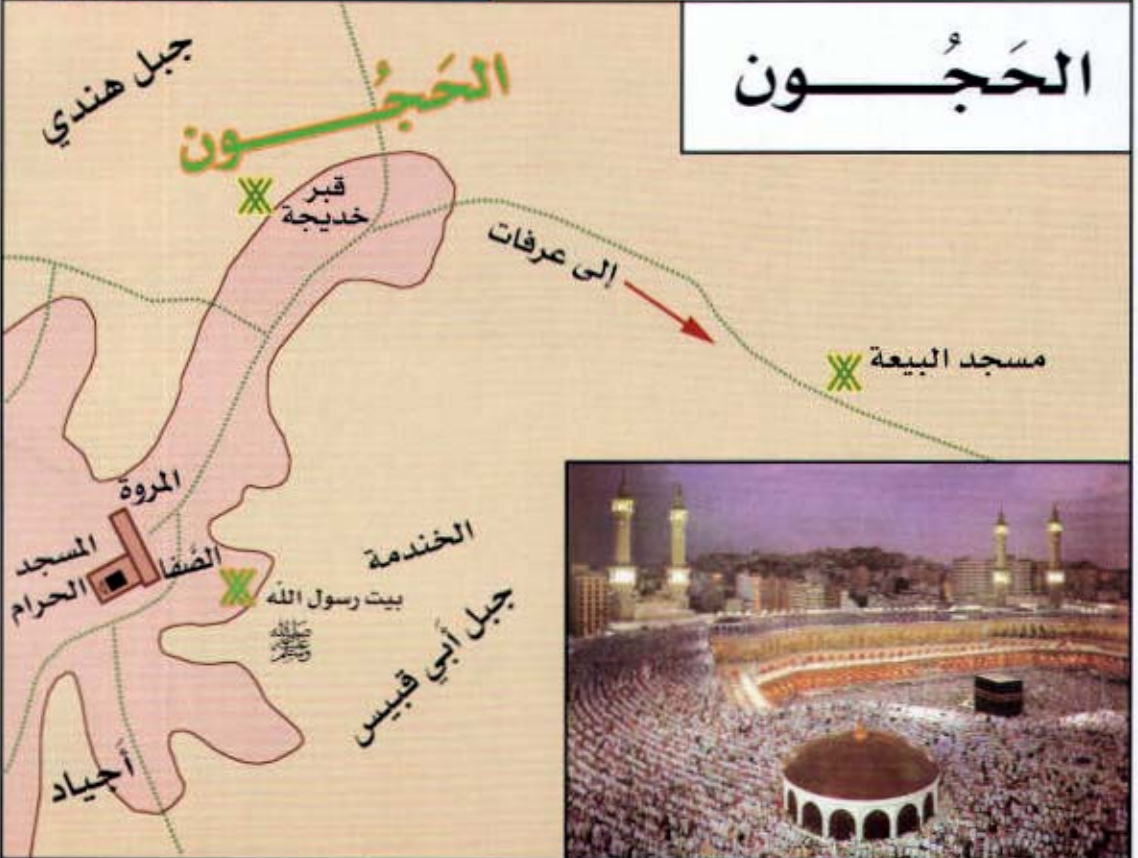 الحَجُـــــون
جبل هندي
الحَجُـــــون
قبر
خديجة
إلى عرفات
مسجد البيعة
المروة
المسجد
الحرام
الصَّفا
الخندمة
بيت رسول الله
ﷺ
جبل أبي قبيس
أجياد